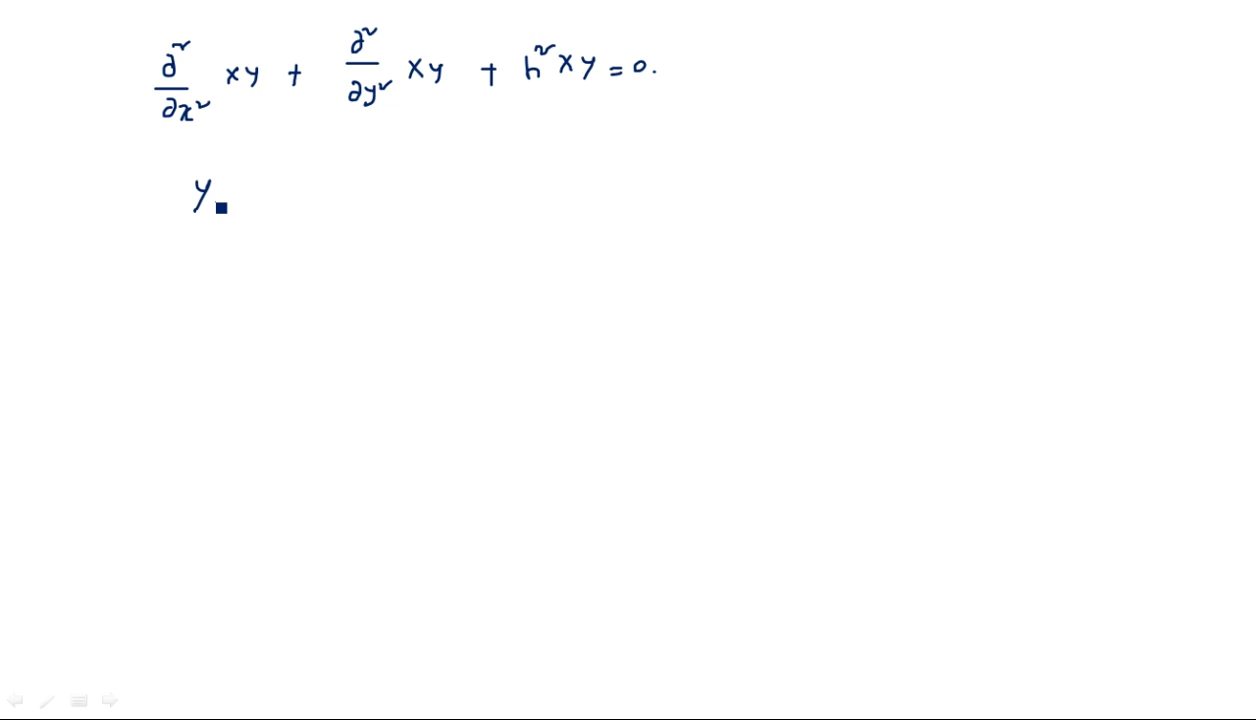 ∂²/∂x² XY + ∂²/∂y² XY + h² XY = 0.
Y